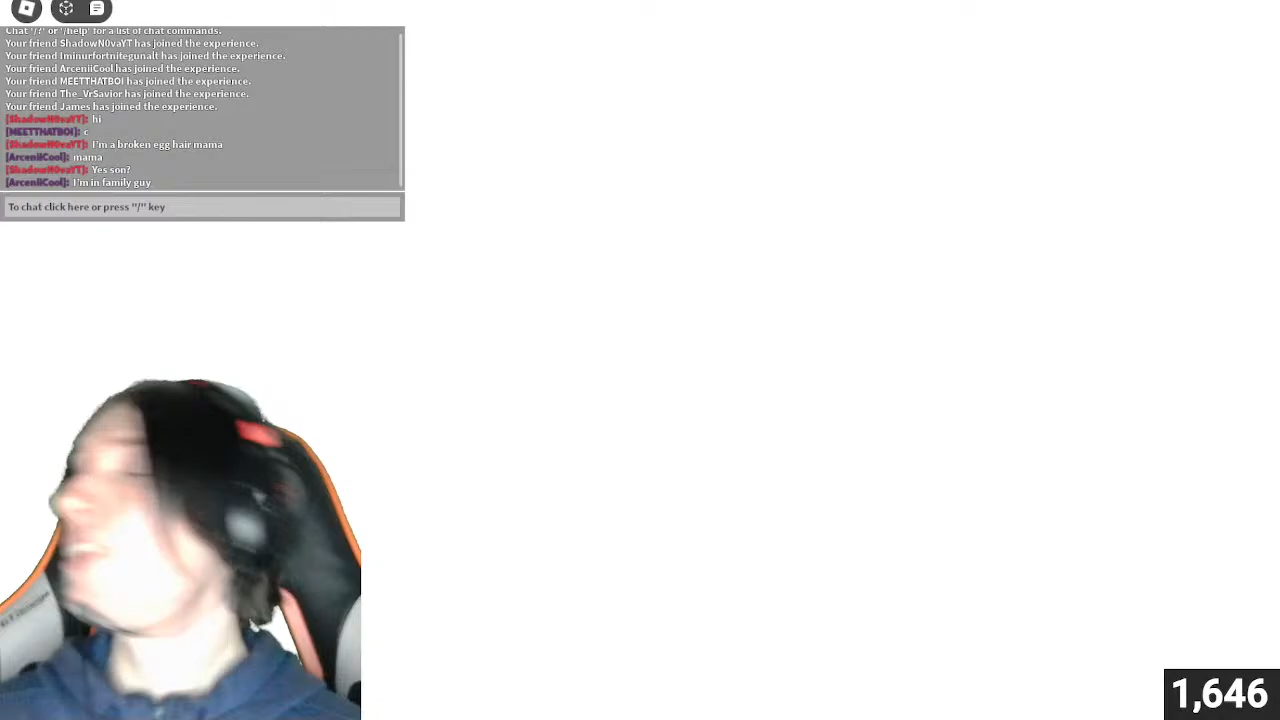 Chat '/?' or '/help' for a list of chat commands.
Your friend ShadowN0vaYT has joined the experience.
Your friend Iminurfortnitegunalt has joined the experience.
Your friend ArceniiCool has joined the experience.
Your friend MEETTHATBOI has joined the experience.
Your friend The_VrSavior has joined the experience.
Your friend James has joined the experience.
[ShadowN0vaYT]: hi
[MEETTHATBOI]: c
[ShadowN0vaYT]: I'm a broken egg hair mama
[ArceniiCool]: mama
[ShadowN0vaYT]: Yes son?
[ArceniiCool]: I'm in family guy
To chat click here or press "/" key
1,646